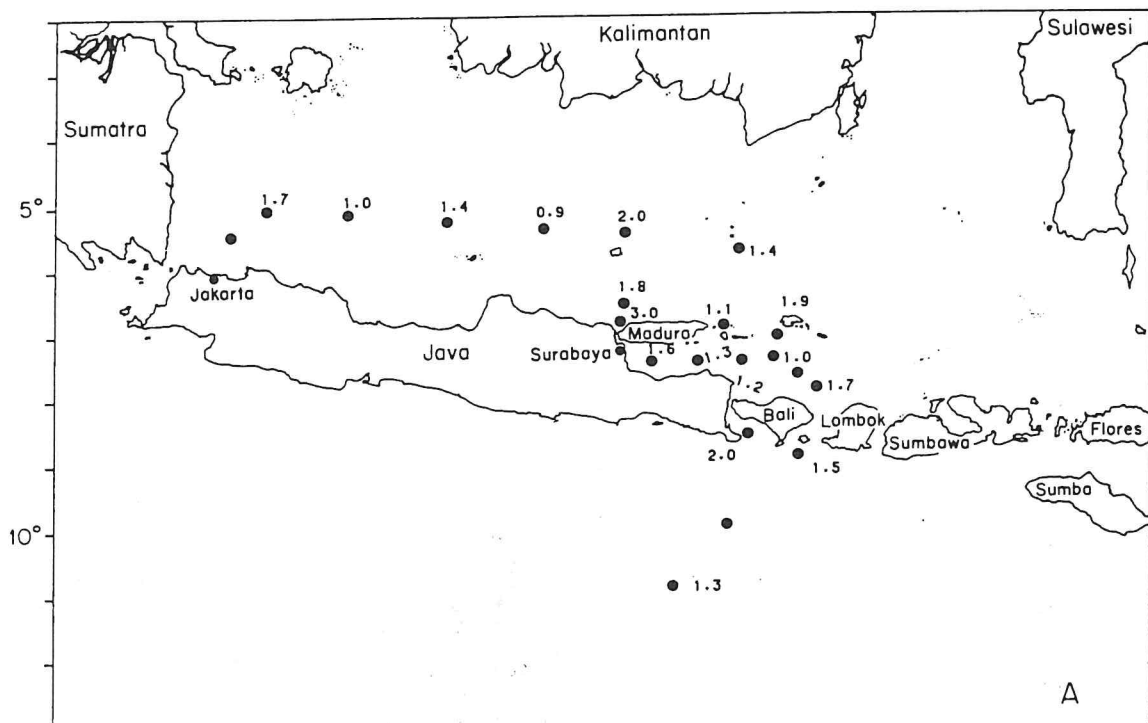 Kalimantan
Sulawesi
Sumatra
5°
1.7
1.0
1.4
0.9
2.0
1.4
Jakarta
1.8
3.0
1.1
1.9
Madura
Java
Surabaya
1.6
1.3
1.0
1.2
1.7
Bali
Lombok
Sumbawa
Flores
2.0
1.5
Sumba
10°
1.3
A